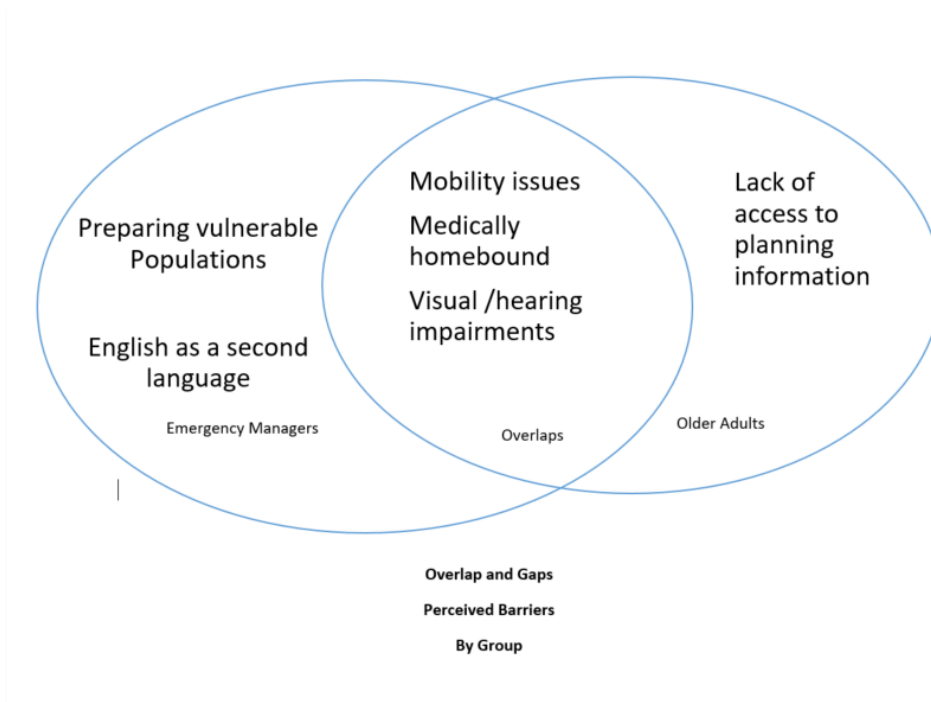 Preparing vulnerable
Populations
English as a second
language
Emergency Managers
Mobility issues
Medically
homebound
Visual /hearing
impairments
Overlaps
Lack of
access to
planning
information
Older Adults
Overlap and Gaps
Perceived Barriers
By Group